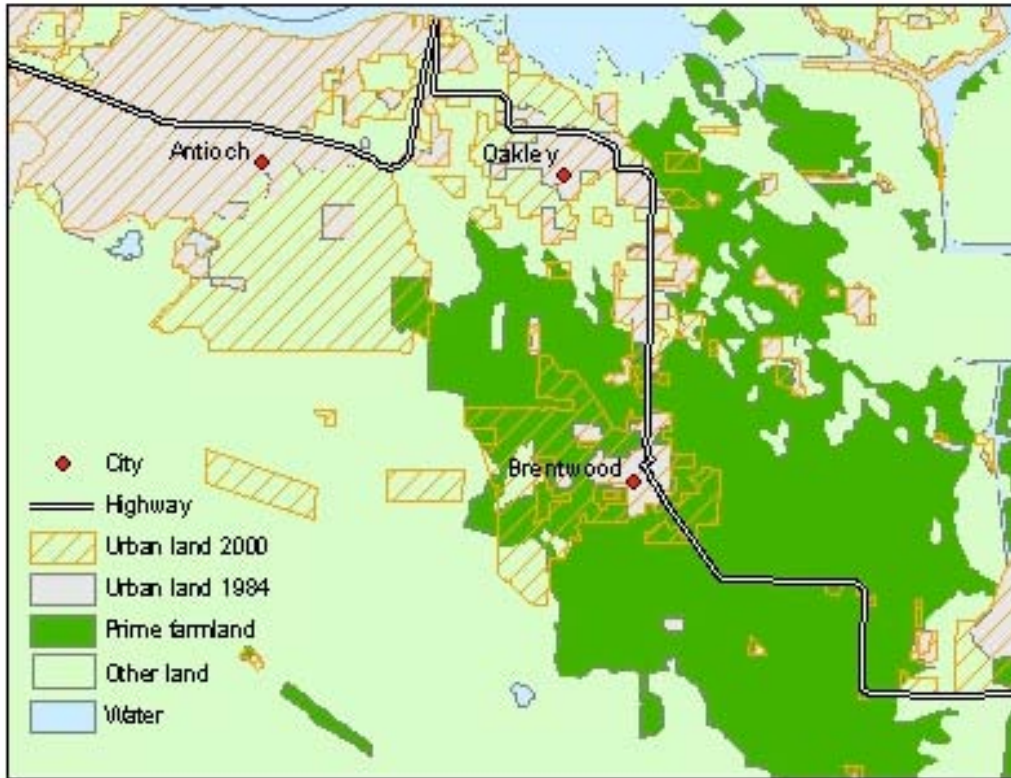 Antioch
Oakley
Brentwood
City
Highway
Urban land 2000
Urban land 1984
Prime farmland
Other land
Water